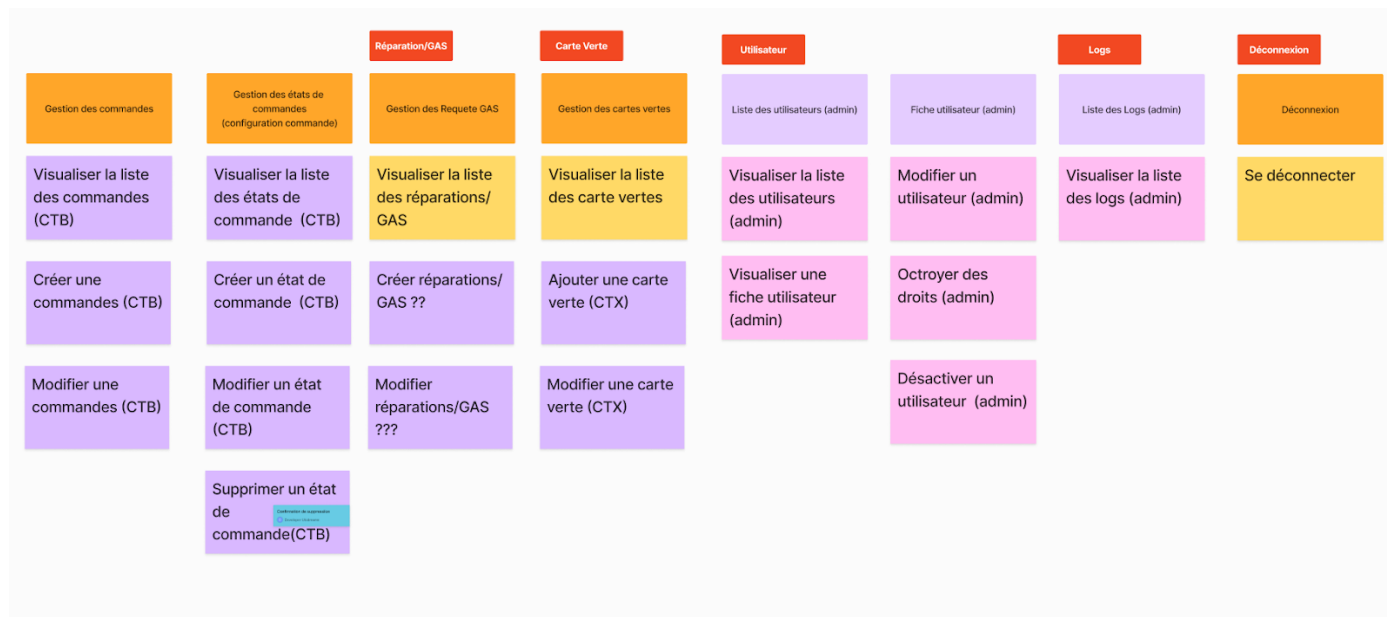 Réparation/GAS
Carte Verte
Utilisateur
Logs
Déconnexion
Gestion des commandes
Gestion des états de
commandes
(configuration commande)
Gestion des Requete GAS
Gestion des cartes vertes
Liste des utilisateurs (admin)
Fiche utilisateur (admin)
Liste des Logs (admin)
Déconnexion
Visualiser la liste
des commandes
(CTB)
Visualiser la liste
des états de
commande (CTB)
Visualiser la liste
des réparations/
GAS
Visualiser la liste
des carte vertes
Visualiser la liste
des utilisateurs
(admin)
Modifier un
utilisateur (admin)
Visualiser la liste
des logs (admin)
Se déconnecter
Créer une
commandes (CTB)
Créer un état de
commande (CTB)
Créer réparations/
GAS ??
Ajouter une carte
verte (CTX)
Visualiser une
fiche utilisateur
(admin)
Octroyer des
droits (admin)
Modifier une
commandes (CTB)
Modifier un état
de commande
(CTB)
Modifier
réparations/GAS
???
Modifier une carte
verte (CTX)
Désactiver un
utilisateur (admin)
Supprimer un état
de
commande(CTB)
Confirmation de suppression